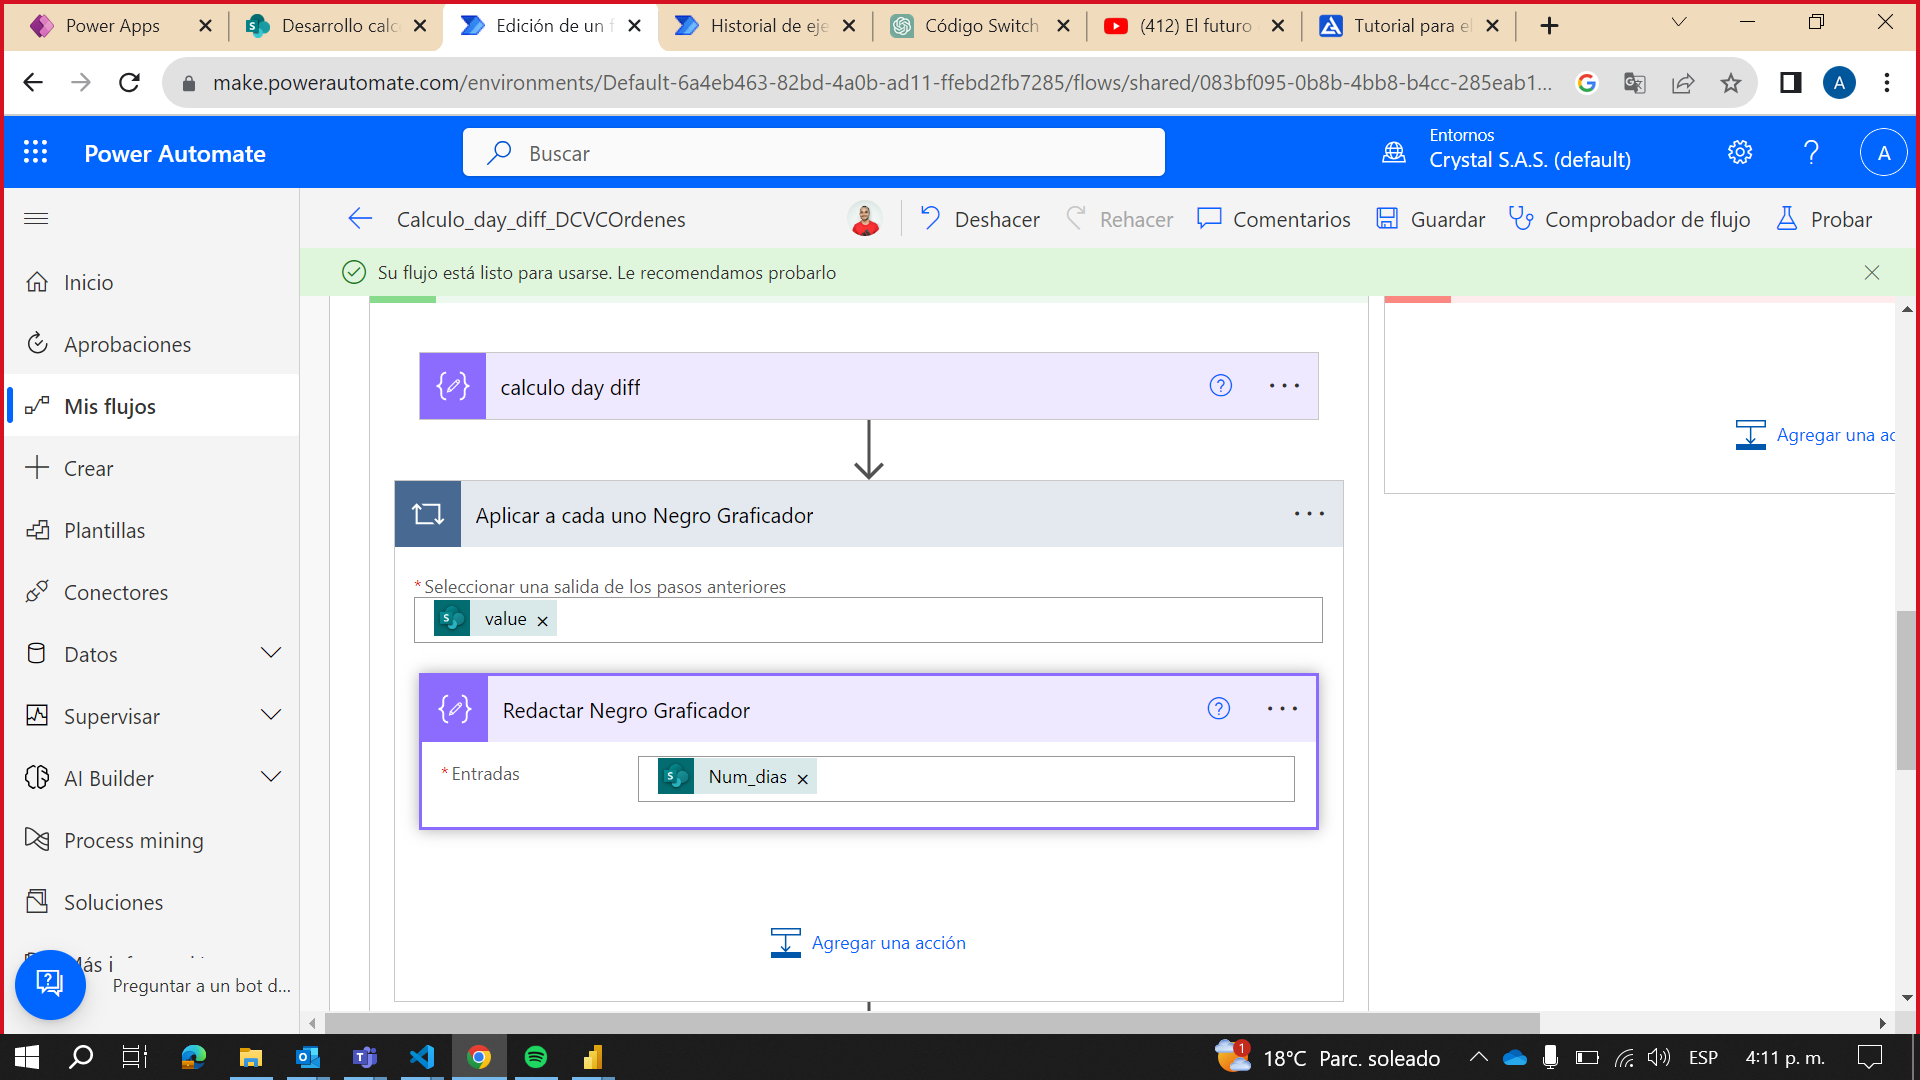 Power Apps
Desarrollo calc
Edición de un f
Historial de eje
Código Switch
(412) El futuro
Tutorial para el
make.powerautomate.com/environments/Default-6a4eb463-82bd-4a0b-ad11-ffebd2fb7285/flows/shared/083bf095-0b8b-4bb8-b4cc-285eab1...
A
Power Automate
Buscar
Entornos
Crystal S.A.S. (default)
A
Calculo_day_diff_DCVCOrdenes
Deshacer
Rehacer
Comentarios
Guardar
Comprobador de flujo
Probar
Su flujo está listo para usarse. Le recomendamos probarlo
Inicio
Aprobaciones
Mis flujos
Crear
Plantillas
Conectores
Datos
Supervisar
AI Builder
Process mining
Soluciones
Preguntar a un bot d...
calculo day diff
Agregar una ac
Aplicar a cada uno Negro Graficador
*Seleccionar una salida de los pasos anteriores
value
Redactar Negro Graficador
*Entradas
Num_dias
Agregar una acción
1
18°C Parc. soleado
ESP
4:11 p. m.